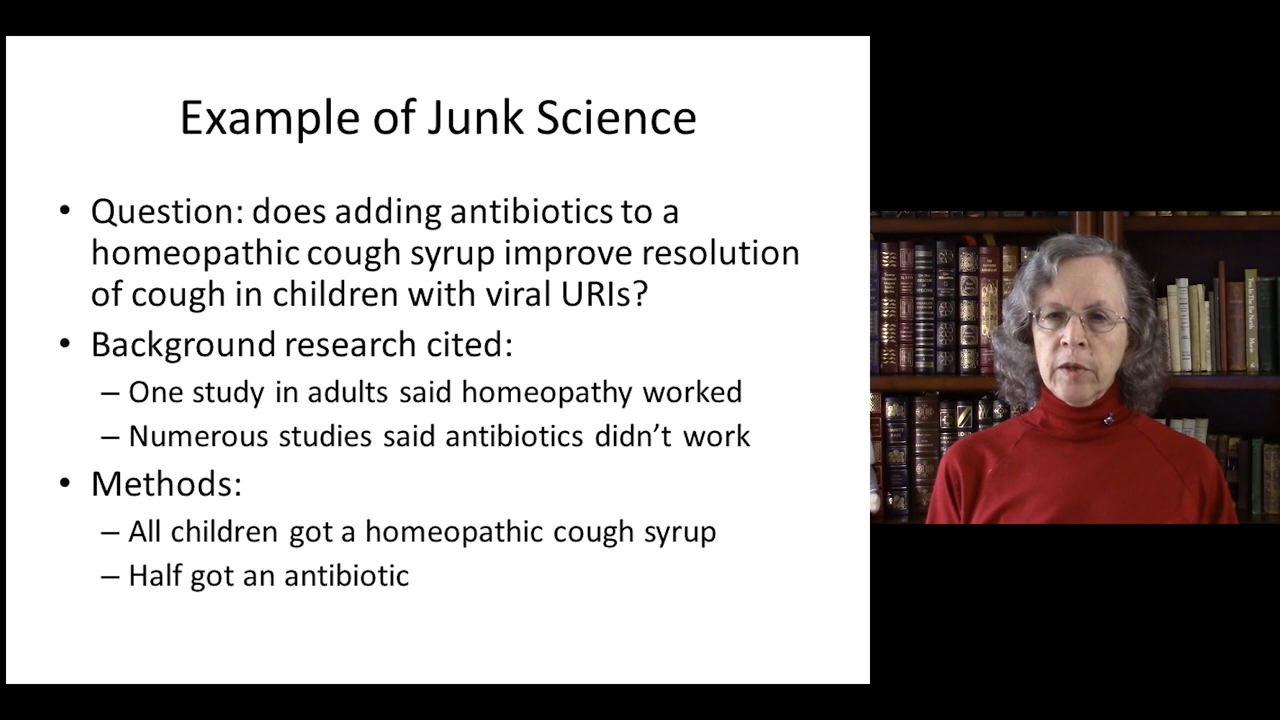 Example of Junk Science
• Question: does adding antibiotics to a
homeopathic cough syrup improve resolution
of cough in children with viral URIs?
• Background research cited:
– One study in adults said homeopathy worked
– Numerous studies said antibiotics didn’t work
• Methods:
– All children got a homeopathic cough syrup
– Half got an antibiotic